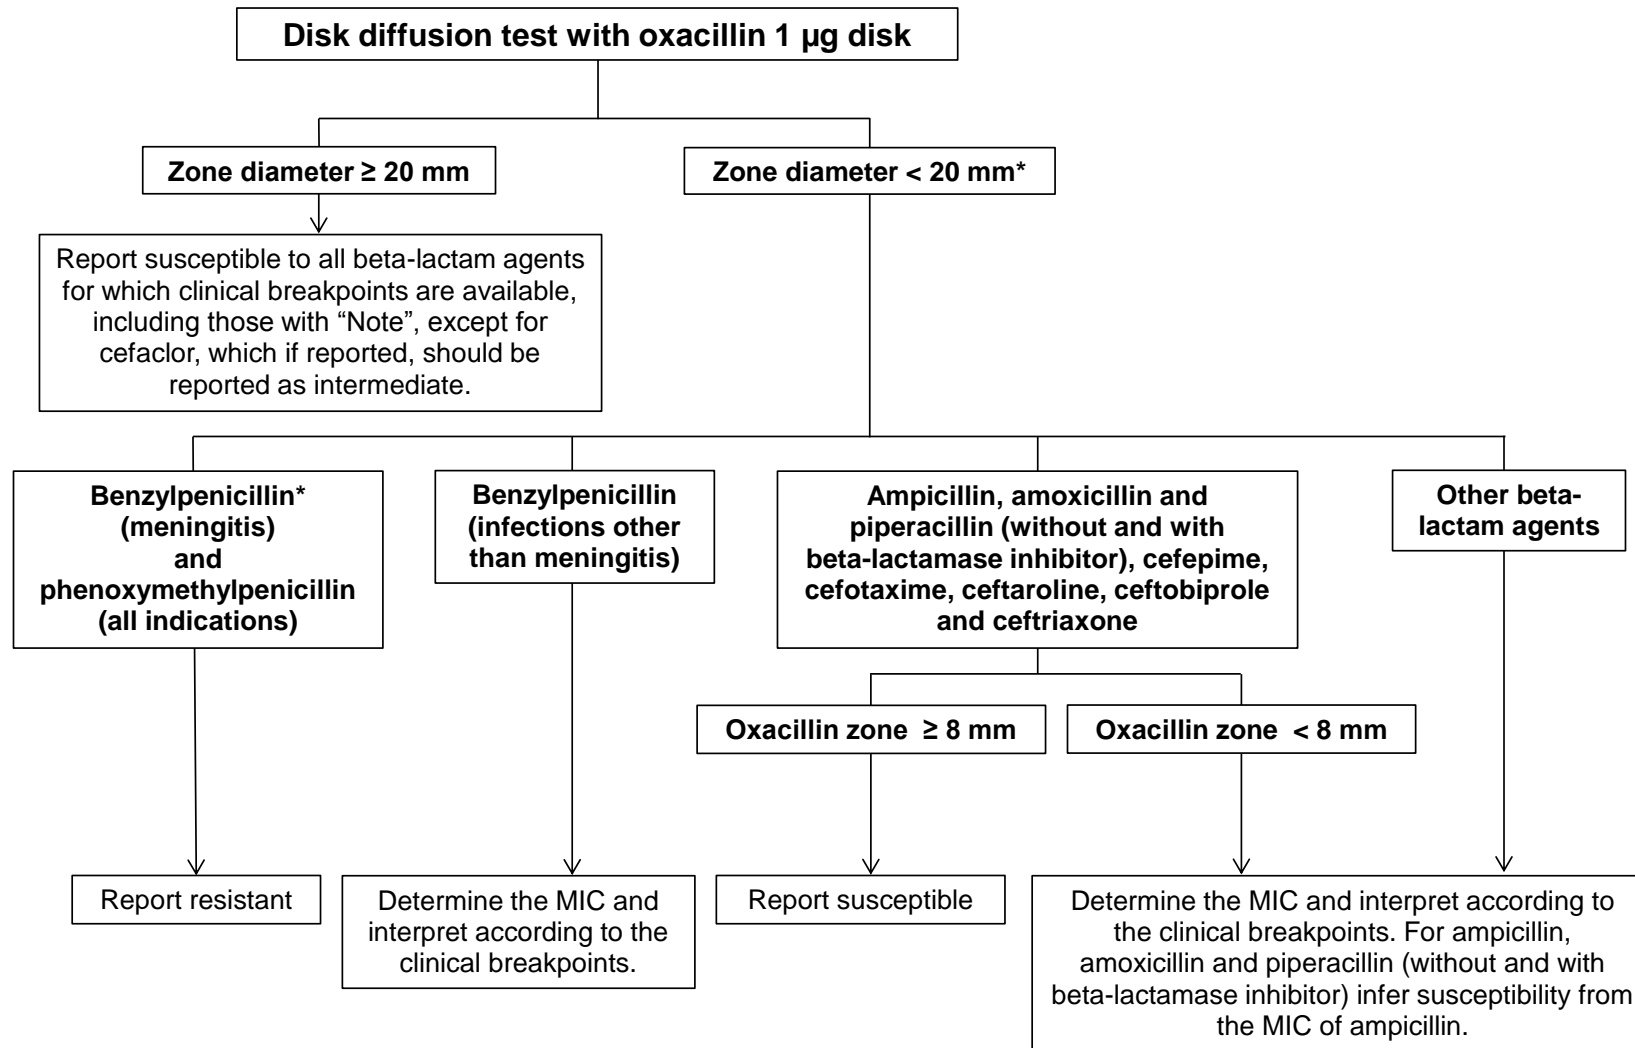 Disk diffusion test with oxacillin 1 µg disk
Zone diameter ≥ 20 mm
Zone diameter < 20 mm*
Report susceptible to all beta-lactam agents
for which clinical breakpoints are available,
including those with “Note”, except for
cefaclor, which if reported, should be
reported as intermediate.
Benzylpenicillin*
(meningitis)
and
phenoxymethylpenicillin
(all indications)
Benzylpenicillin
(infections other
than meningitis)
Ampicillin, amoxicillin and
piperacillin (without and with
beta-lactamase inhibitor), cefepime,
cefotaxime, ceftaroline, ceftobiprole
and ceftriaxone
Other beta-
lactam agents
Oxacillin zone ≥ 8 mm
Oxacillin zone < 8 mm
Report resistant
Determine the MIC and
interpret according to the
clinical breakpoints.
Report susceptible
Determine the MIC and interpret according to
the clinical breakpoints. For ampicillin,
amoxicillin and piperacillin (without and with
beta-lactamase inhibitor) infer susceptibility from
the MIC of ampicillin.